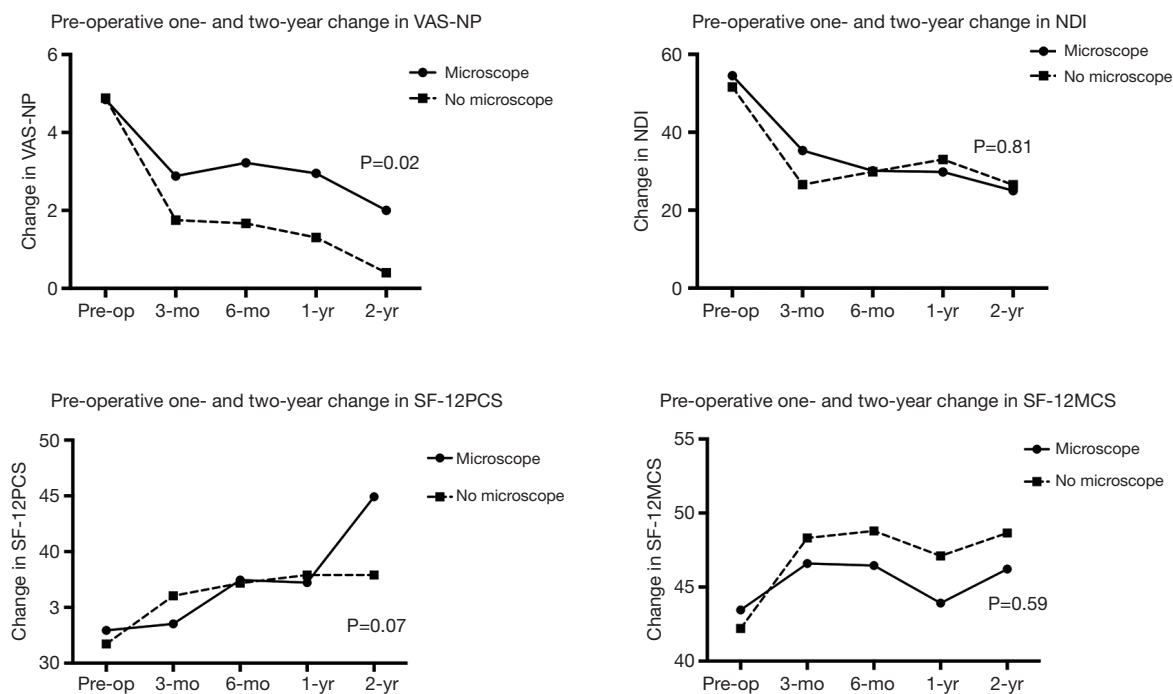 Pre-operative one- and two-year change in VAS-NP
6
4
2
0
Change in VAS-NP
Microscope
No microscope
P=0.02
Pre-op 3-mo 6-mo 1-yr 2-yr
Pre-operative one- and two-year change in NDI
60
40
20
0
Change in NDI
Microscope
No microscope
P=0.81
Pre-op 3-mo 6-mo 1-yr 2-yr
Pre-operative one- and two-year change in SF-12PCS
50
45
40
3
30
Change in SF-12PCS
Microscope
No microscope
P=0.07
Pre-op 3-mo 6-mo 1-yr 2-yr
Pre-operative one- and two-year change in SF-12MCS
55
50
45
40
Change in SF-12MCS
Microscope
No microscope
P=0.59
Pre-op 3-mo 6-mo 1-yr 2-yr